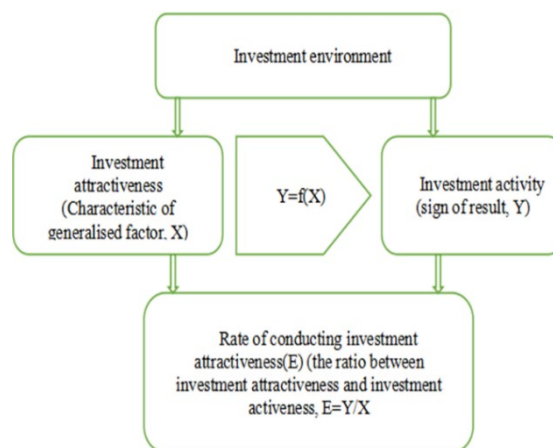 Investment environment
Investment
attractiveness
(Characteristic of
generalised factor, X)
Y=f(X)
Investment activity
(sign of result, Y)
Rate of conducting investment
attractiveness(E) (the ratio between
investment attractiveness and investment
activeness, E=Y/X